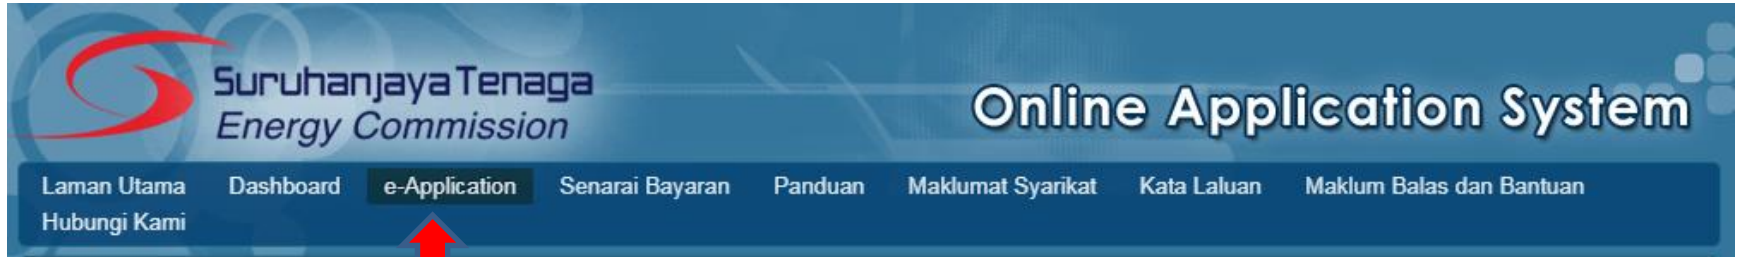 Suruhanjaya Tenaga
Energy Commission
Online Application System
Laman Utama Dashboard e-Application Senarai Bayaran Panduan Maklumat Syarikat Kata Laluan Maklum Balas dan Bantuan
Hubungi Kami